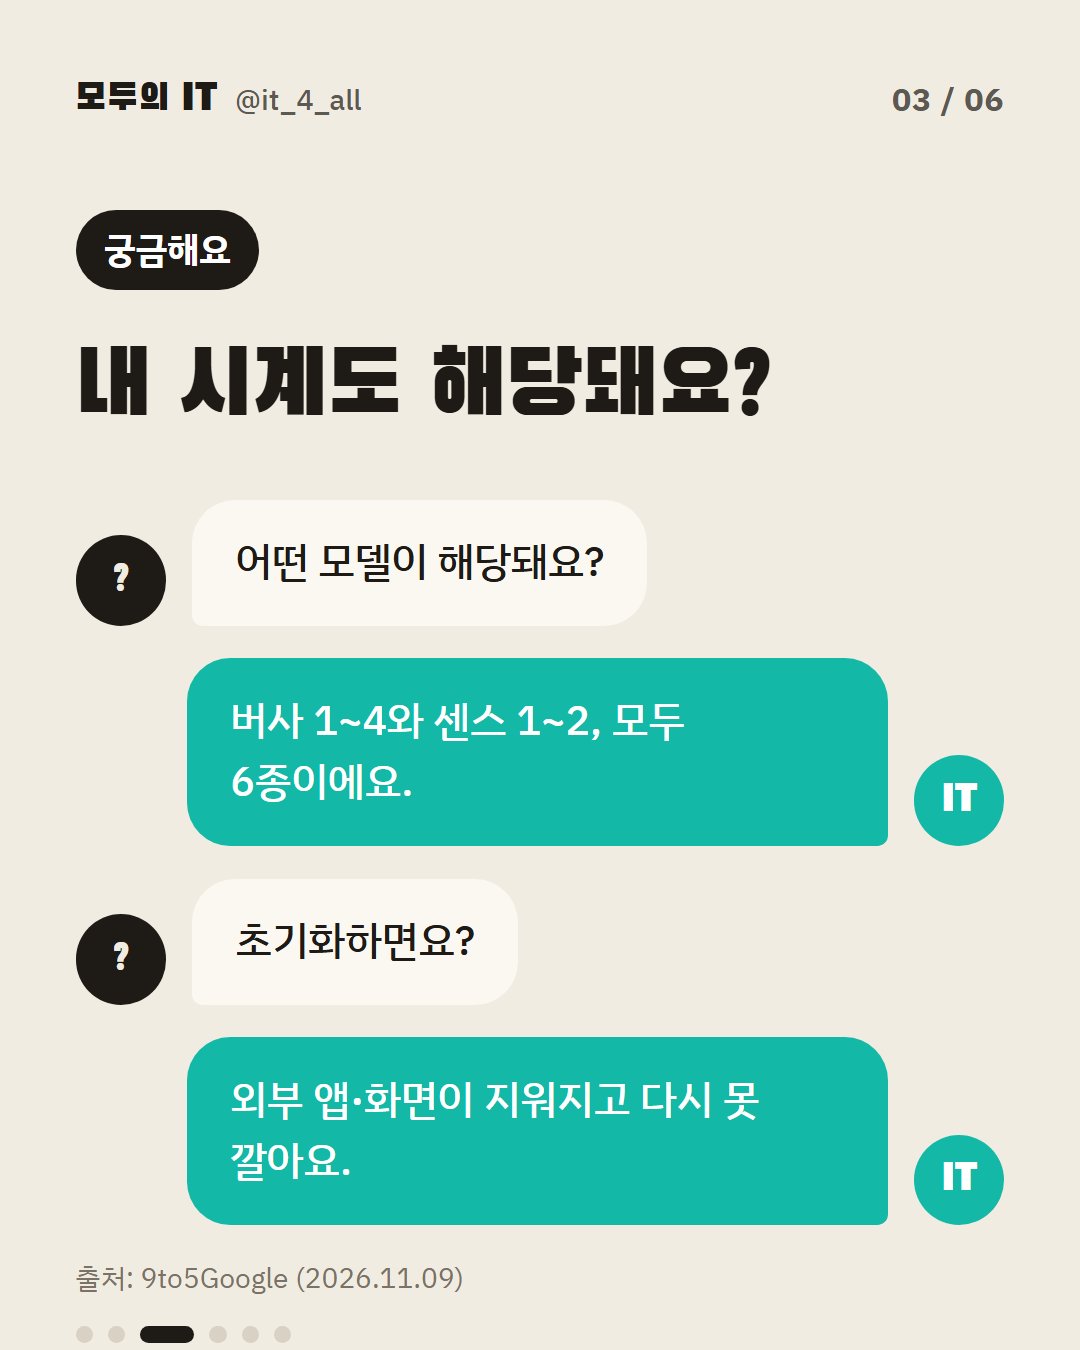 모두의 IT @it_4_all 03 / 06
궁금해요
내 시계도 해당돼요?
?
어떤 모델이 해당돼요?
버사 1~4와 센스 1~2, 모두
6종이에요.
IT
?
초기화하면요?
외부 앱·화면이 지워지고 다시 못
깔아요.
IT
출처: 9to5Google (2026.11.09)